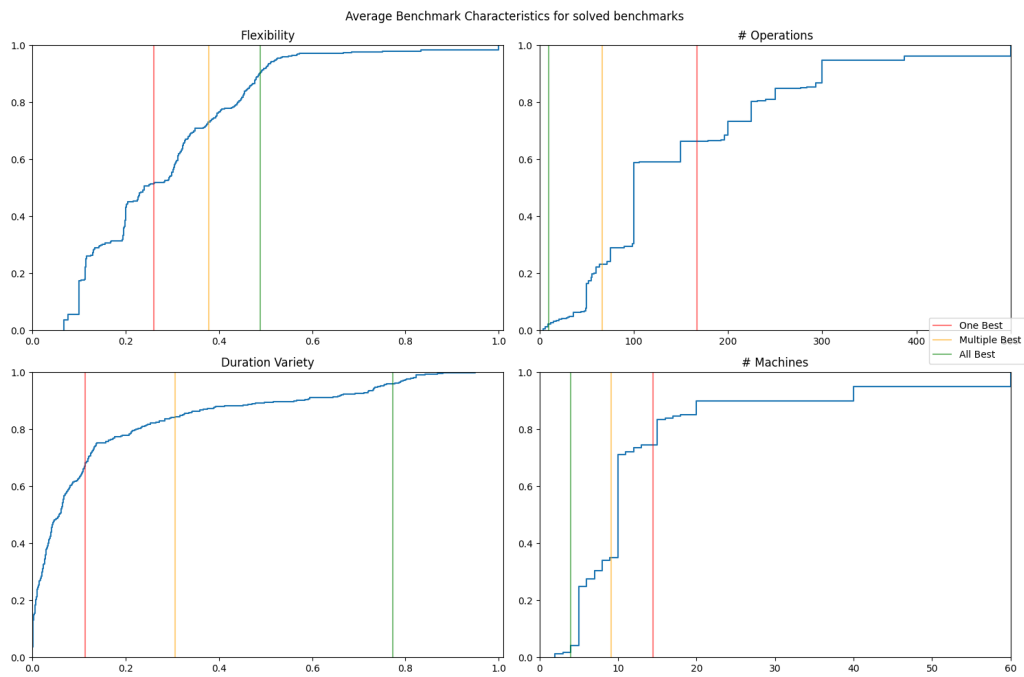 Average Benchmark Characteristics for solved benchmarks
Flexibility
1.0
0.8
0.6
0.4
0.2
0.0
0.0 0.2 0.4 0.6 0.8 1.0
# Operations
1.0
0.8
0.6
0.4
0.2
0.0
0 100 200 300 400
One Best
Multiple Best
All Best
Duration Variety
1.0
0.8
0.6
0.4
0.2
0.0
0.0 0.2 0.4 0.6 0.8 1.0
# Machines
1.0
0.8
0.6
0.4
0.2
0.0
0 10 20 30 40 50 60